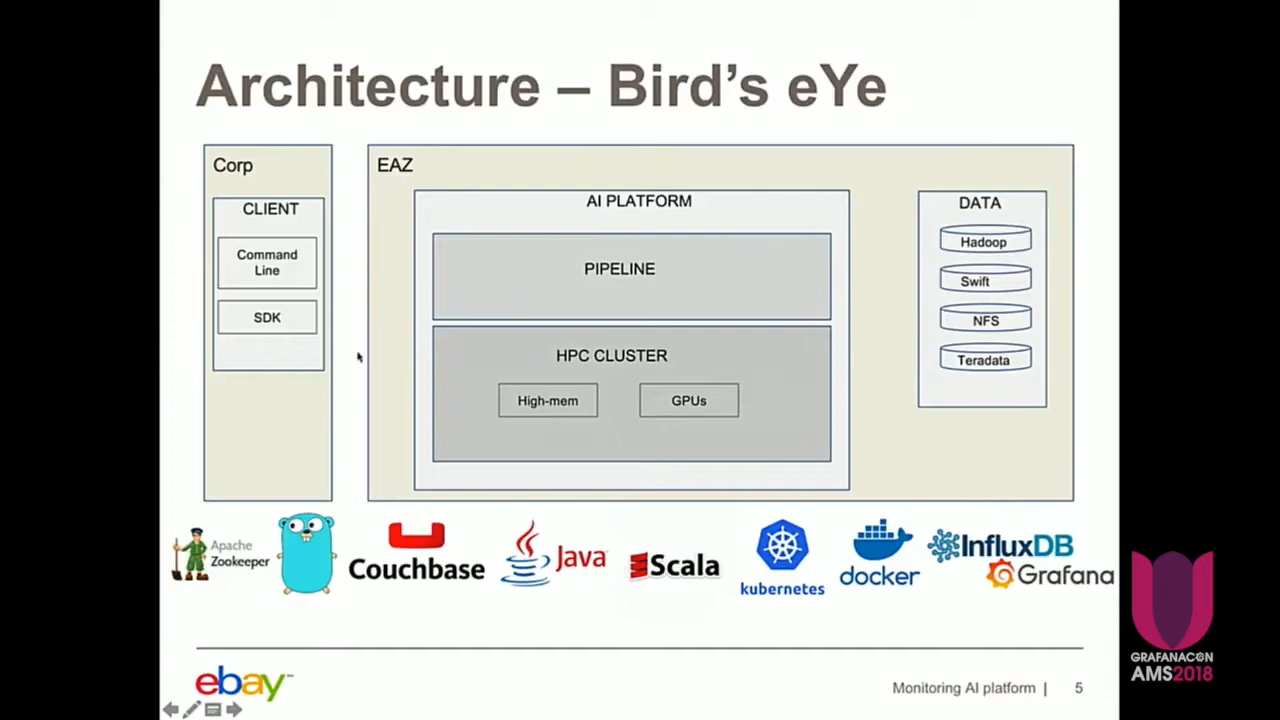 Architecture – Bird's eYe
Corp
CLIENT
Command
Line
SDK
EAZ
AI PLATFORM
PIPELINE
HPC CLUSTER
High-mem
GPUs
DATA
Hadoop
Swift
NFS
Teradata
Apache
Zookeeper
Couchbase
Java
Scala
kubernetes
docker
InfluxDB
Grafana
ebay™
Monitoring AI platform | 5
GRAFANACON
AMS2018